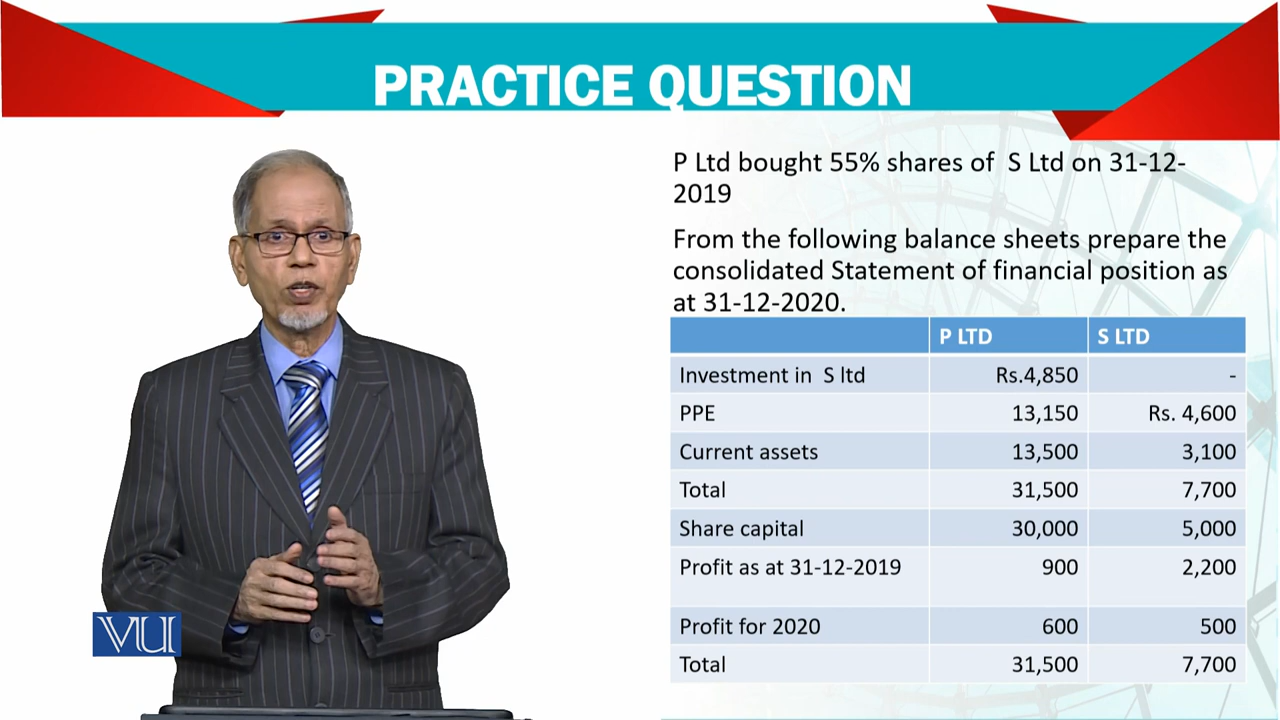 PRACTICE QUESTION
P Ltd bought 55% shares of S Ltd on 31-12-
2019
From the following balance sheets prepare the
consolidated Statement of financial position as
at 31-12-2020.
P LTD S LTD
Investment in S ltd Rs.4,850 -
PPE 13,150 Rs. 4,600
Current assets 13,500 3,100
Total 31,500 7,700
Share capital 30,000 5,000
Profit as at 31-12-2019 900 2,200
Profit for 2020 600 500
Total 31,500 7,700
VU